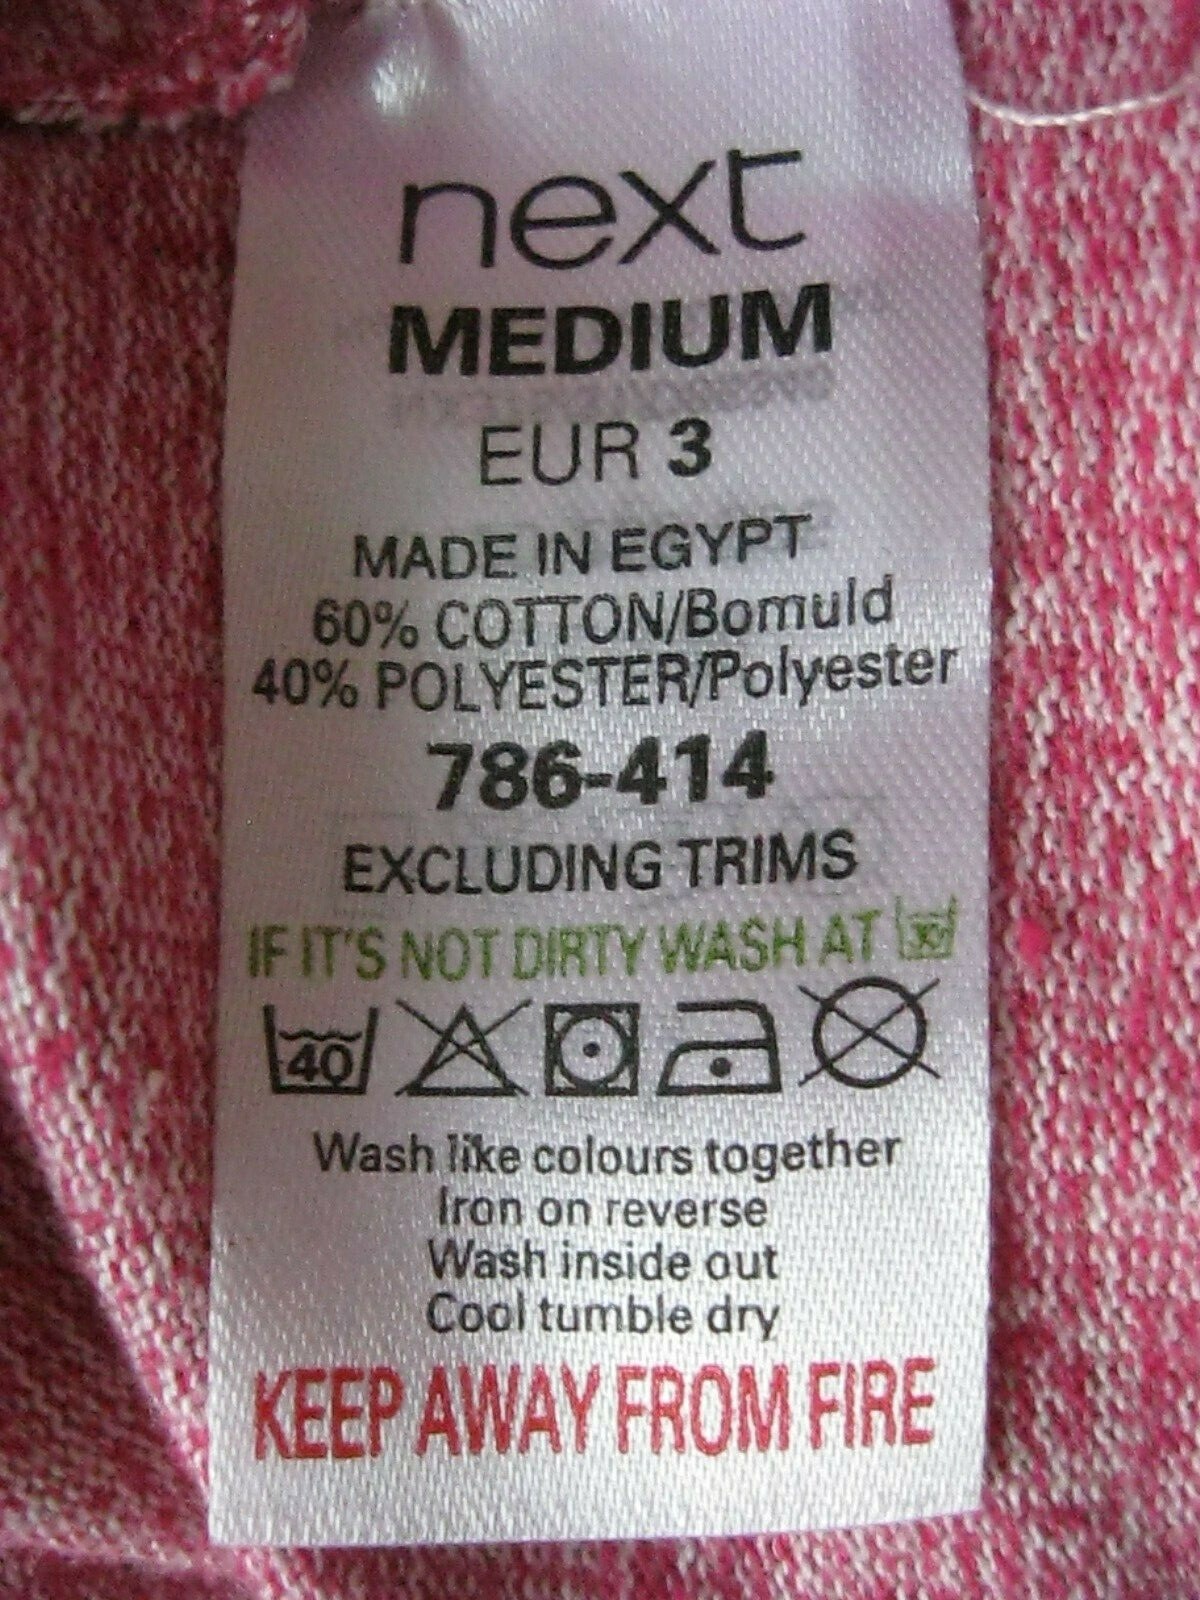 next
MEDIUM
EUR 3
MADE IN EGYPT
60% COTTON/Bomuld
40% POLYESTER/Polyester
786-414
EXCLUDING TRIMS
IF IT'S NOT DIRTY WASH AT 30
40
Wash like colours together
Iron on reverse
Wash inside out
Cool tumble dry
KEEP AWAY FROM FIRE